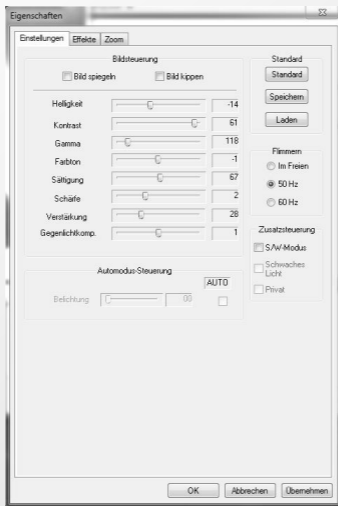 Eigenschaften
Einstellungen Effekte Zoom
Bildsteuerung
Bild spiegeln Bild kippen
Helligkeit -14
Kontrast 61
Gamma 118
Farbton -1
Sättigung 67
Schärfe 2
Verstärkung 28
Gegenlichtkomp. 1
Automodus-Steuerung
AUTO
Belichtung 00
Standard
Standard
Speichern
Laden
Flimmern
Im Freien
50 Hz
60 Hz
Zusatzsteuerung
S/W-Modus
Schwaches
Licht
Privat
OK Abbrechen Übernehmen